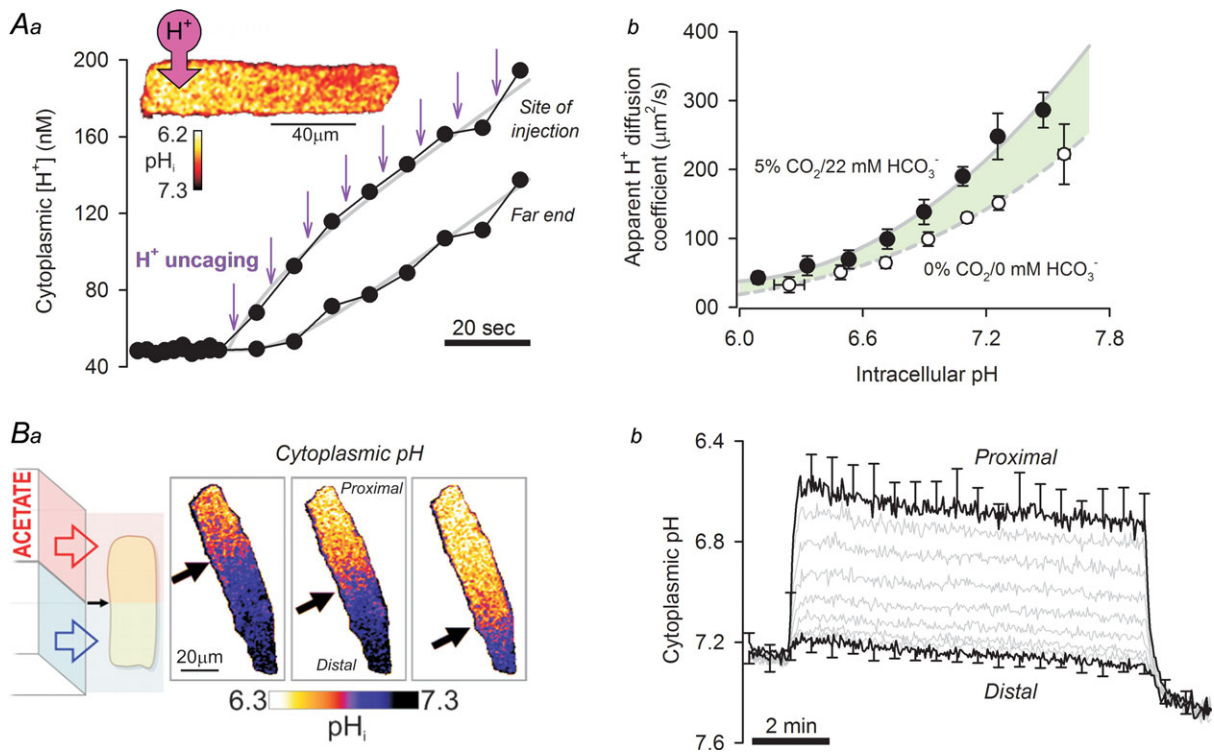 Aa
H+
200
160
120
80
40
Cytoplasmic [H+] (nM)
40μm
6.2
pHi
7.3
Site of
injection
Far end
H+ uncaging
20 sec
b
400
300
200
100
00
Apparent H+ diffusion
coefficient (μm2/s)
5% CO2/22 mM HCO3-
0% CO2/0 mM HCO3-
6.0
6.6
7.2
7.8
Intracellular pH
Ba
Cytoplasmic pH
ACETATE
Proximal
Distal
20μm
6.3
7.3
pHi
b
6.4
6.8
7.2
7.6
Cytoplasmic pH
Proximal
Distal
2 min